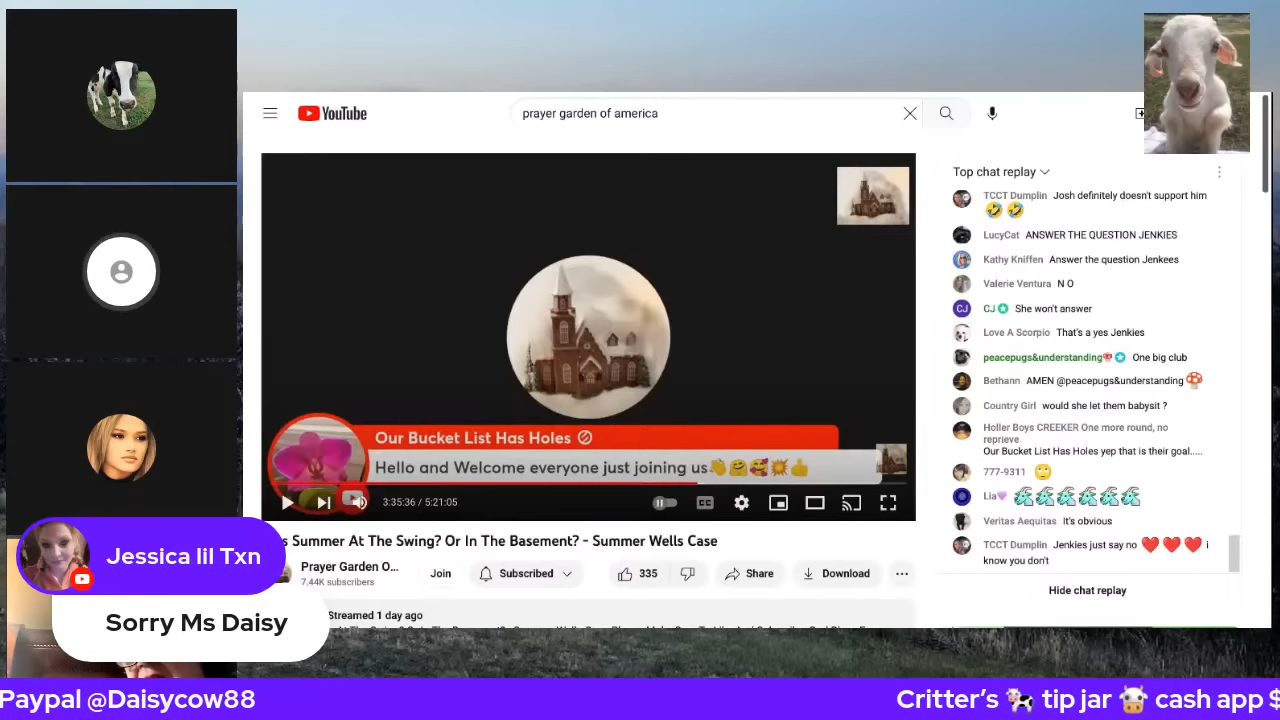 YouTube
prayer garden of america
Top chat replay
TCCT Dumplin Josh definitely doesn't support him
🤣 🤣
LucyCat ANSWER THE QUESTION JENKIES
Kathy Kniffen Answer the question Jenkees
Valerie Ventura N O
CJ CJ She won't answer
Love A Scorpio That's a yes Jenkies
peacepugs&understanding One big club
Bethann AMEN @peacepugs&understanding 🍄
Country Girl would she let them babysit ?
Holler Boys CREEKER One more round, no
reprieve
Our Bucket List Has Holes yep that is their goal.....
777-9311 🙄
Lia💜
Veritas Aequitas It's obvious
TCCT Dumplin Jenkies just say no ❤️ ❤️ ❤️ i
know you don't
Hide chat replay
Our Bucket List Has Holes
Hello and Welcome everyone just joining us👋🤗🥰💥👍
3:35:36 / 5:21:05
CC
s Summer At The Swing? Or In The Basement? - Summer Wells Case
Prayer Garden O...
7.44K subscribers
Join
Subscribed
335
Share
Download
Streamed 1 day ago
Jessica lil Txn
Sorry Ms Daisy
Paypal @Daisycow88
Critter's 🐄 tip jar 🐮 cash app $